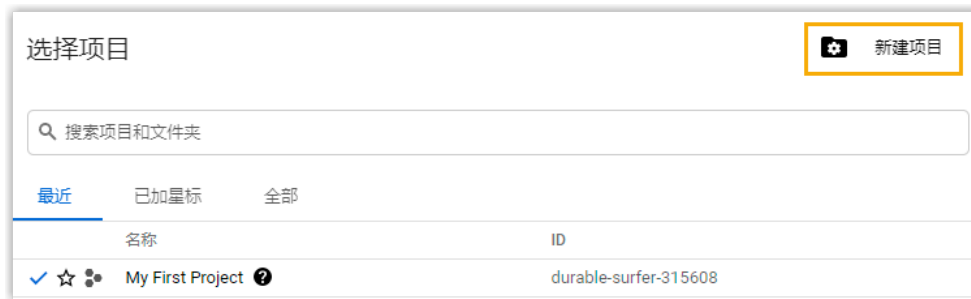 选择项目
新建项目
搜索项目和文件夹
最近 已加星标 全部
名称 ID
My First Project durable-surfer-315608